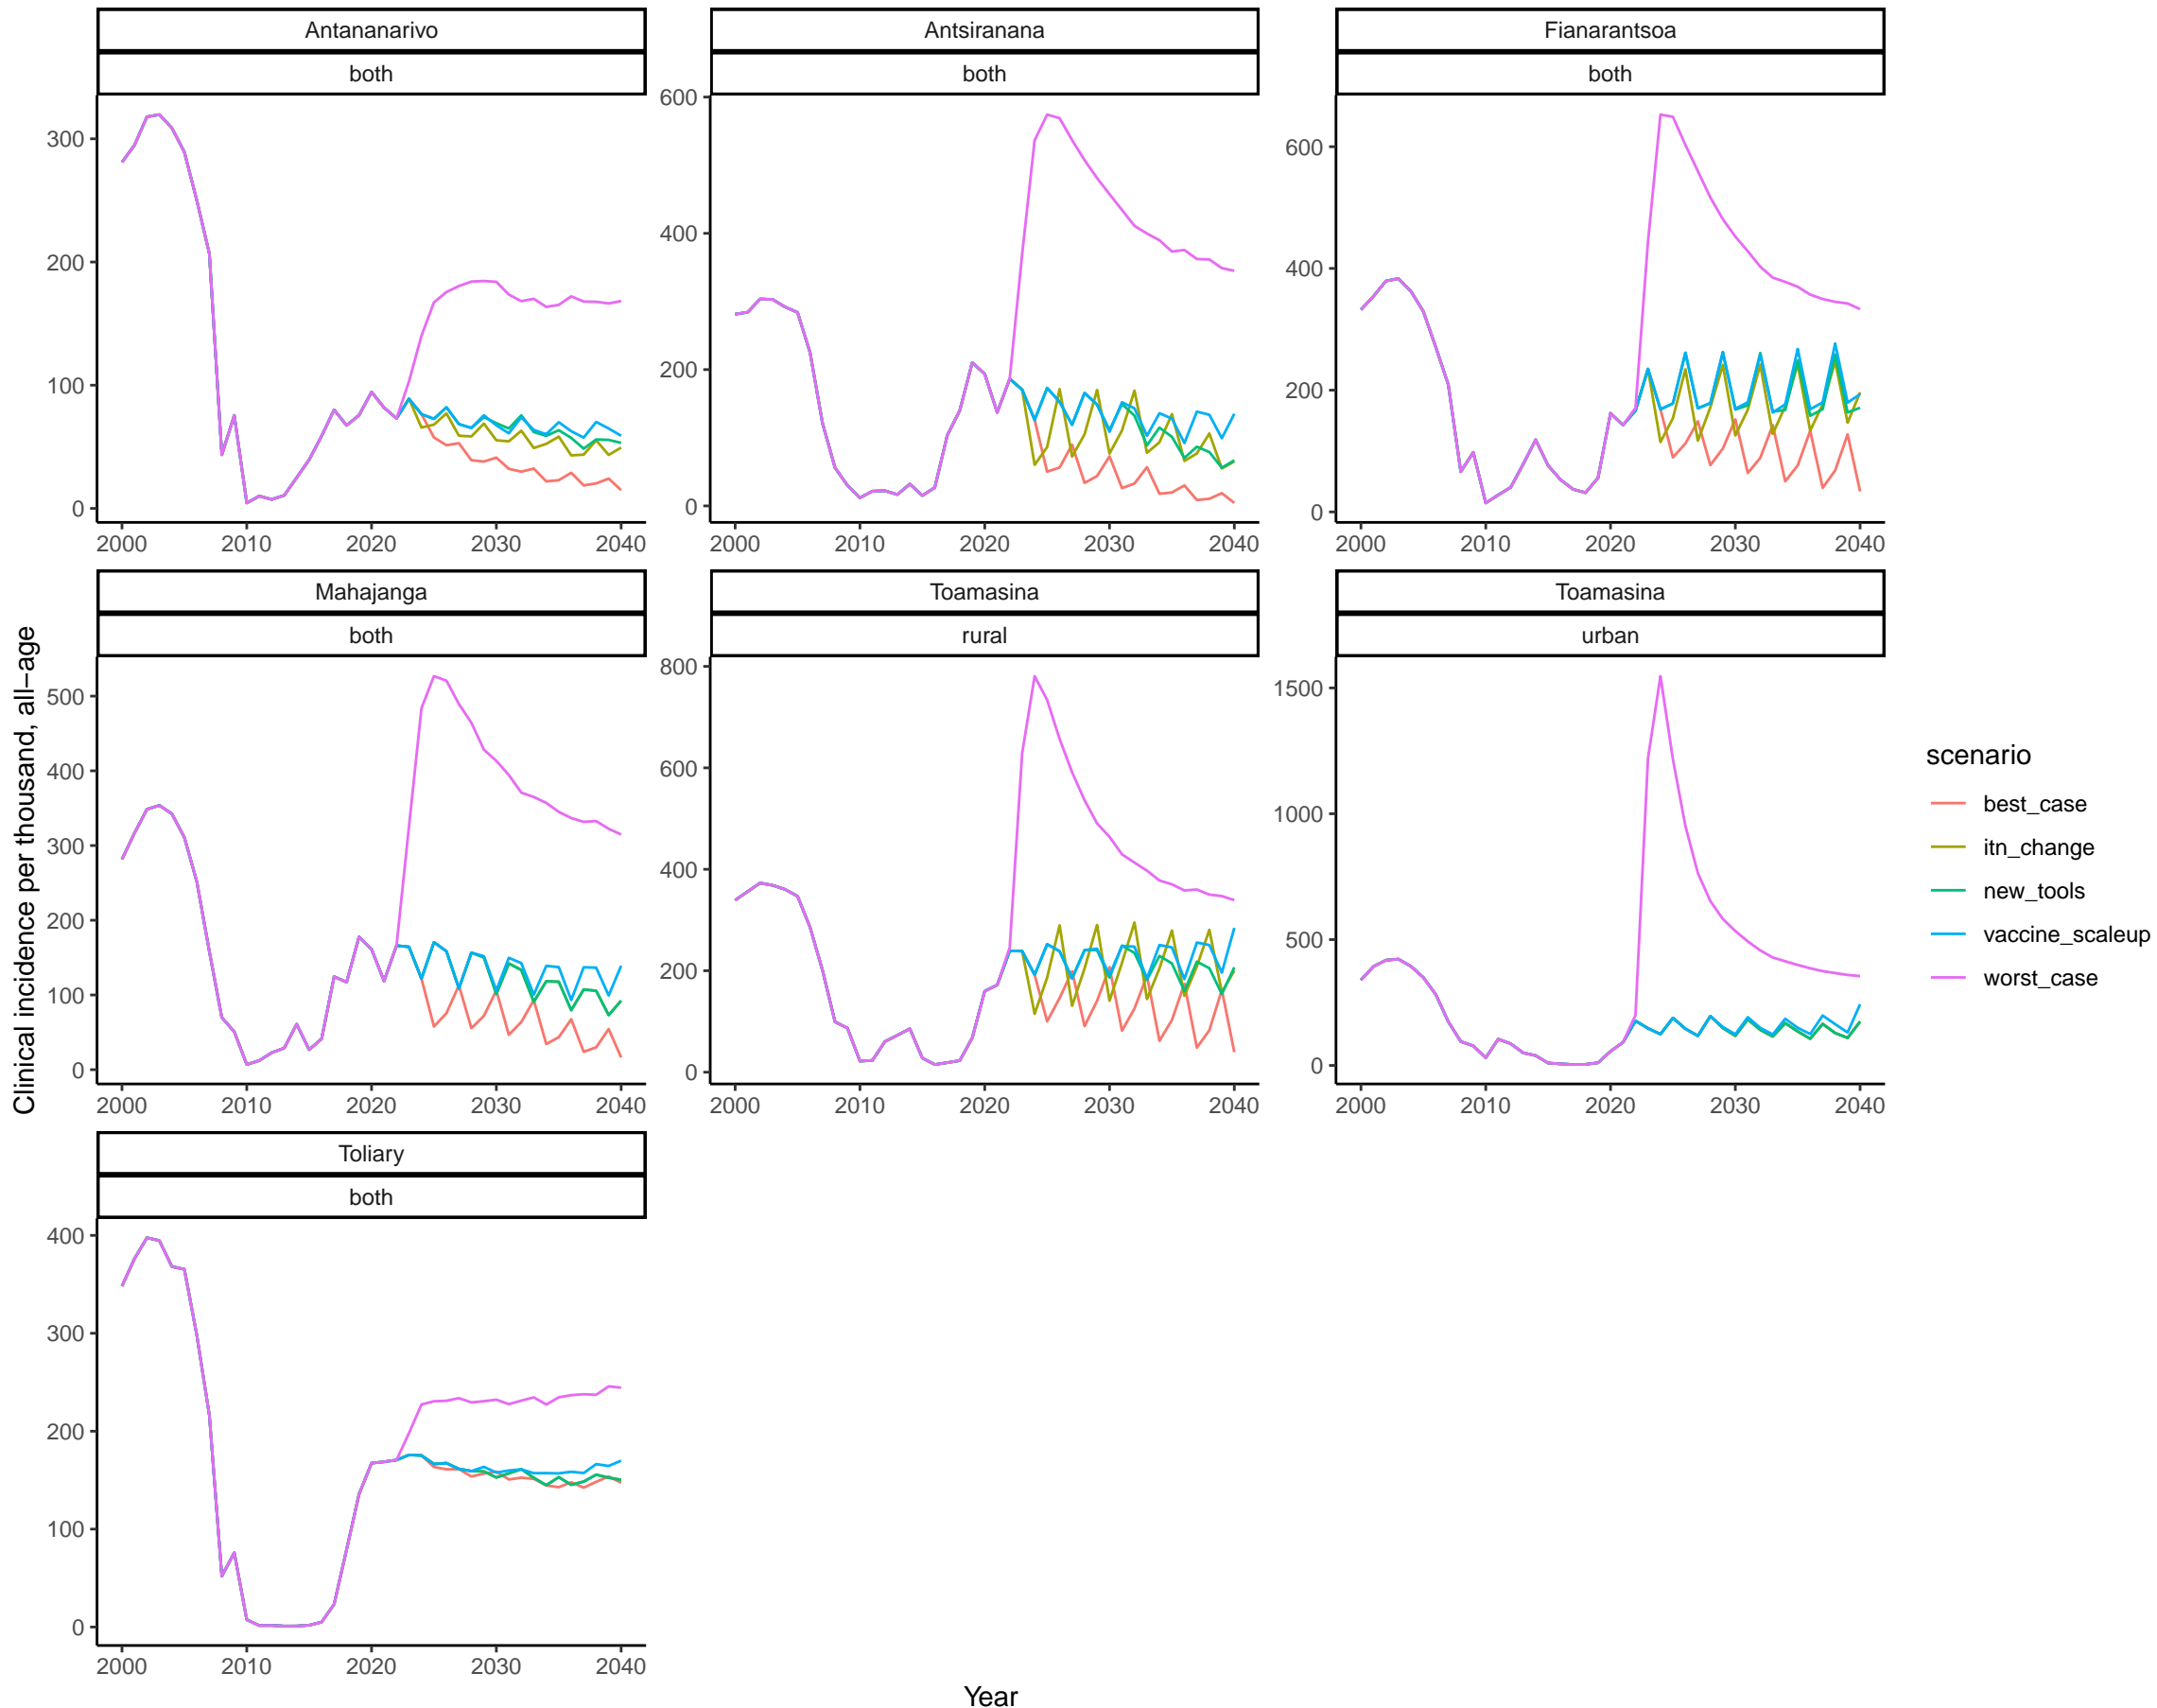 Antananarivo
both
300
200
100
0
2000 2010 2020 2030 2040
Antsiranana
both
600
400
200
0
2000 2010 2020 2030 2040
Fianarantsoa
both
600
400
200
0
2000 2010 2020 2030 2040
Mahajanga
both
500
400
300
200
100
0
2000 2010 2020 2030 2040
Toamasina
rural
800
600
400
200
0
2000 2010 2020 2030 2040
Toamasina
urban
1500
1000
500
0
2000 2010 2020 2030 2040
Toliary
both
400
300
200
100
0
2000 2010 2020 2030 2040
Clinical incidence per thousand, all−age
Year
scenario
best_case
itn_change
new_tools
vaccine_scaleup
worst_case